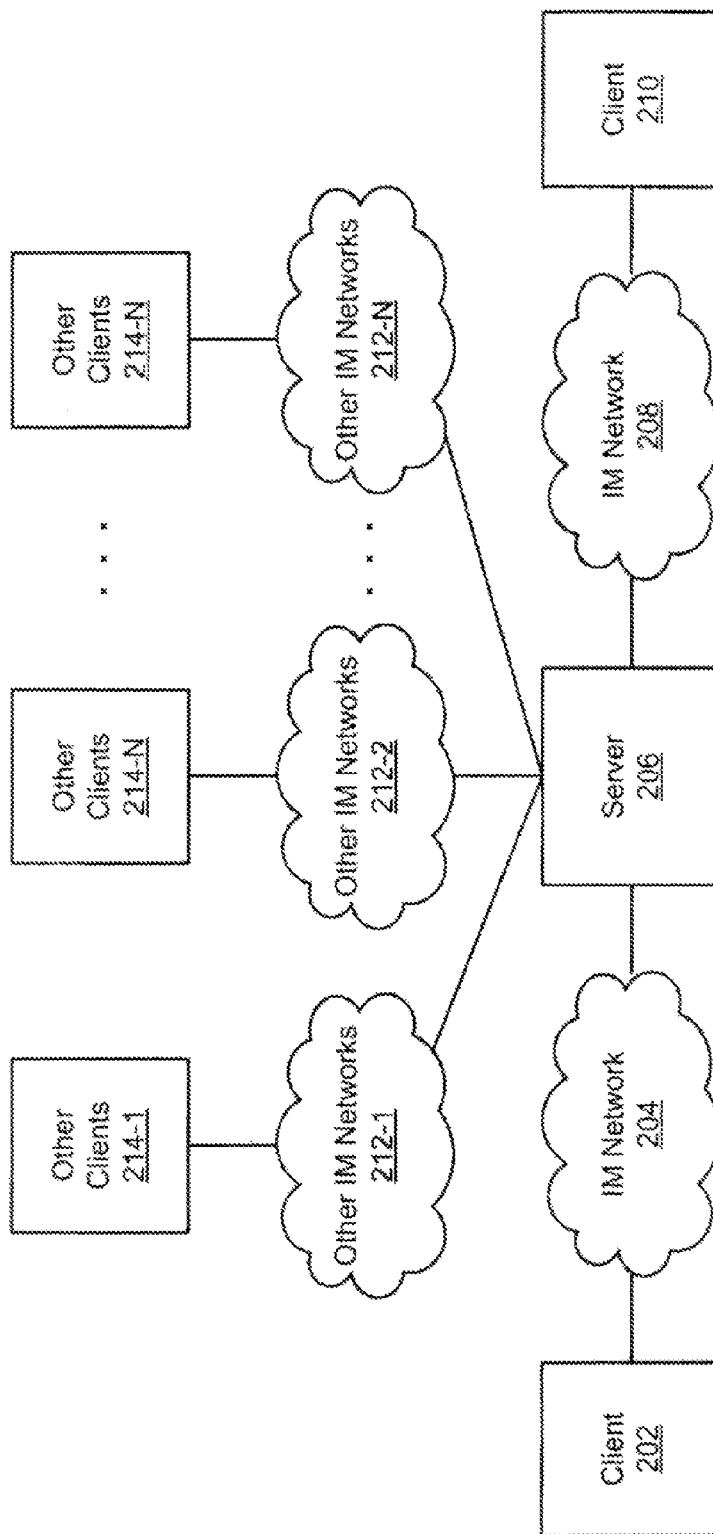 Other
Clients
214-1
Other
Clients
214-N
. . .
Other
Clients
214-N
Other IM Networks
212-1
Other IM Networks
212-2
. . .
Other IM Networks
212-N
Client
202
IM Network
204
Server
206
IM Network
208
Client
210